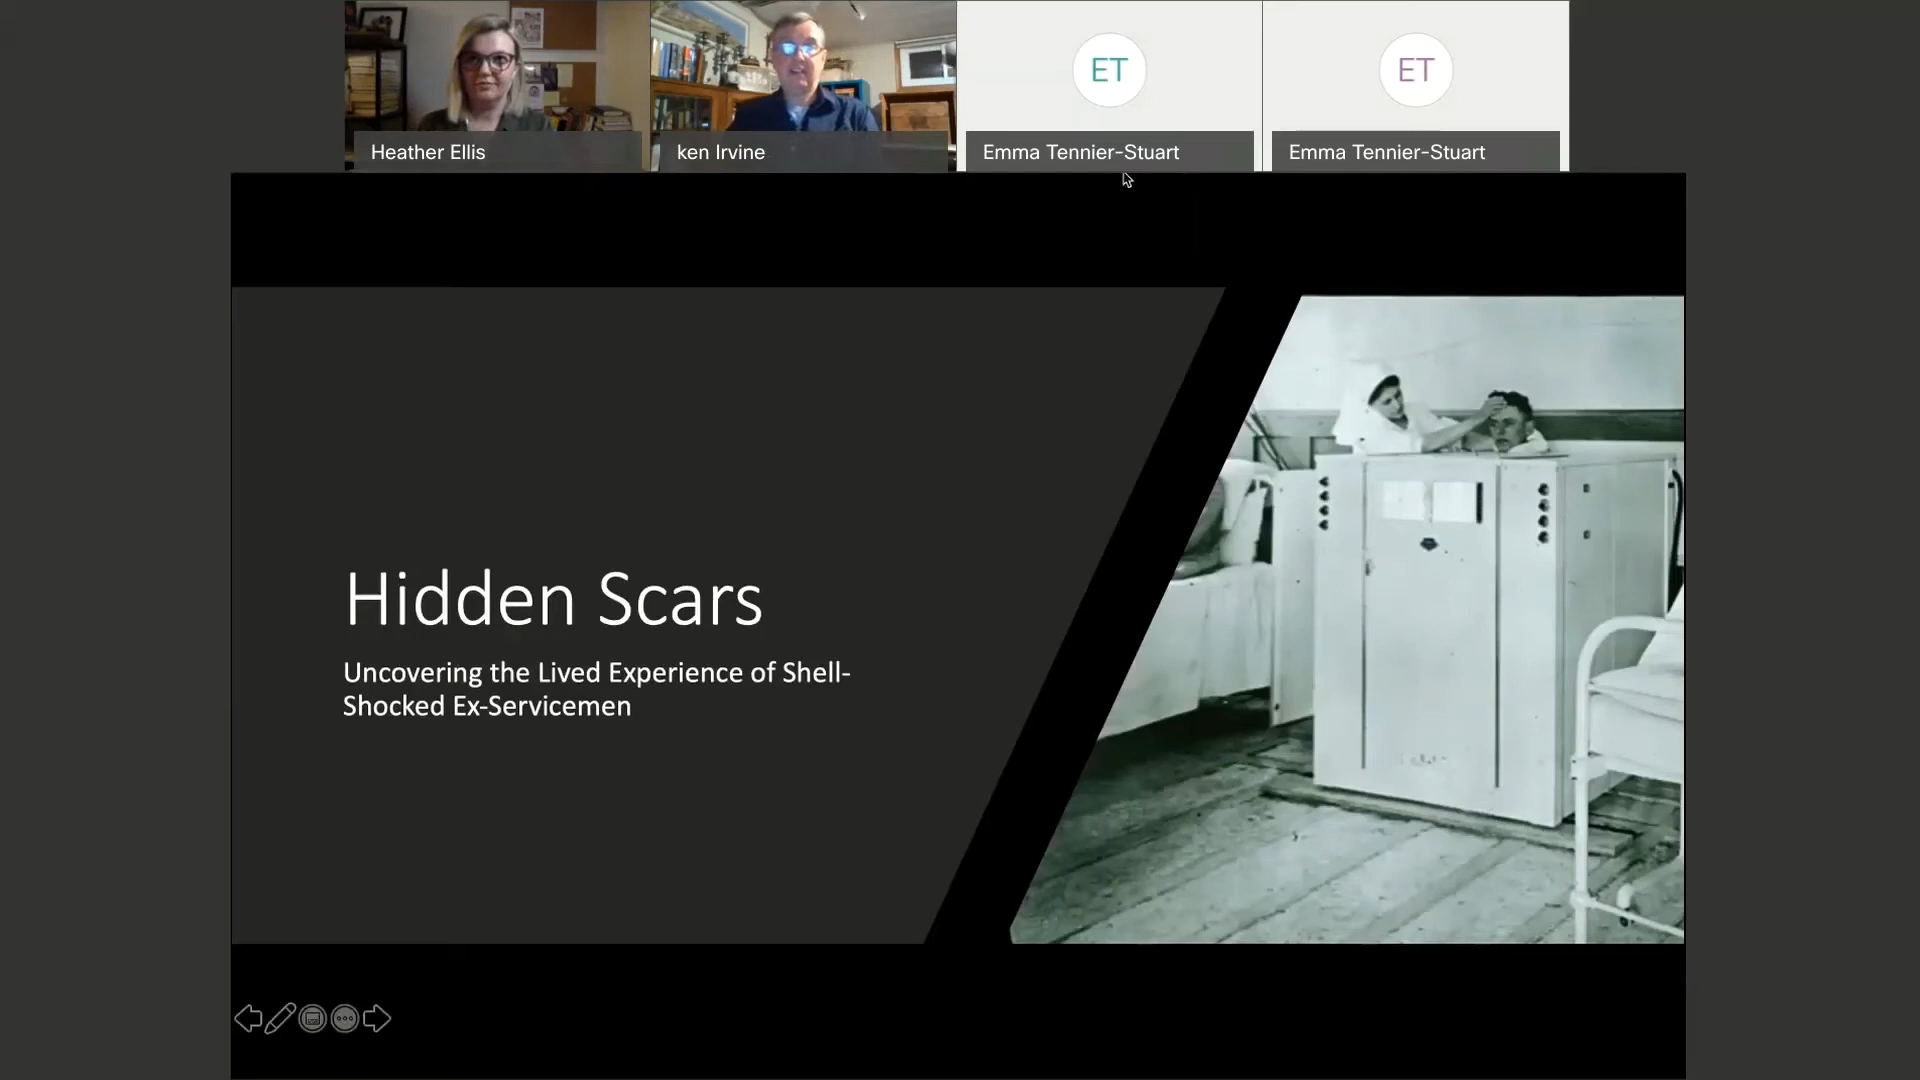 ET
ET
Heather Ellis
ken Irvine
Emma Tennier-Stuart
Emma Tennier-Stuart
Hidden Scars
Uncovering the Lived Experience of Shell-
Shocked Ex-Servicemen